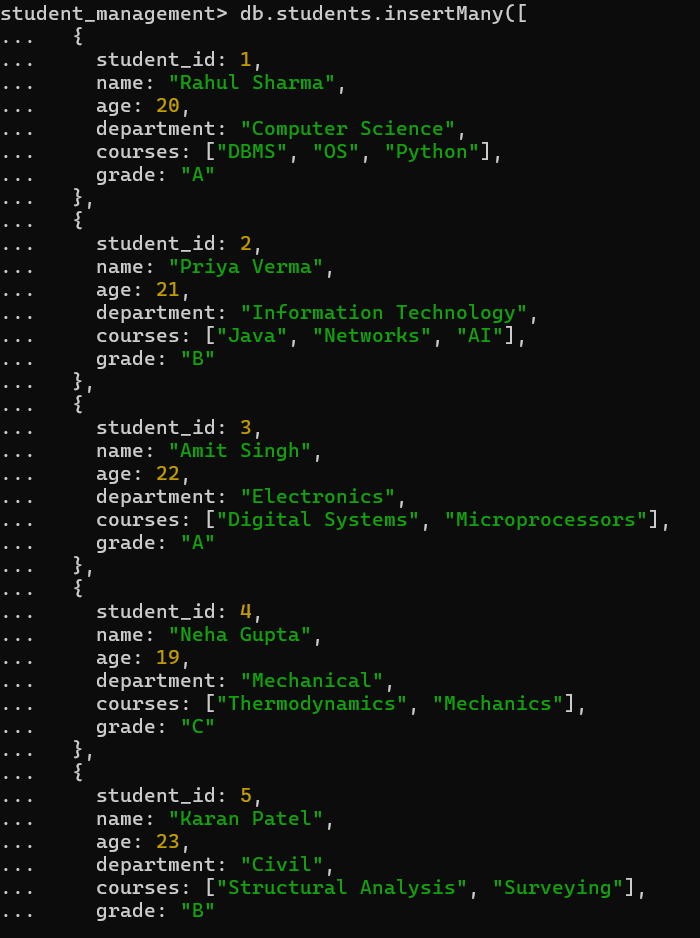 student_management> db.students.insertMany([
...   {
...     student_id: 1,
...     name: "Rahul Sharma",
...     age: 20,
...     department: "Computer Science",
...     courses: ["DBMS", "OS", "Python"],
...     grade: "A"
...   },
...   {
...     student_id: 2,
...     name: "Priya Verma",
...     age: 21,
...     department: "Information Technology",
...     courses: ["Java", "Networks", "AI"],
...     grade: "B"
...   },
...   {
...     student_id: 3,
...     name: "Amit Singh",
...     age: 22,
...     department: "Electronics",
...     courses: ["Digital Systems", "Microprocessors"],
...     grade: "A"
...   },
...   {
...     student_id: 4,
...     name: "Neha Gupta",
...     age: 19,
...     department: "Mechanical",
...     courses: ["Thermodynamics", "Mechanics"],
...     grade: "C"
...   },
...   {
...     student_id: 5,
...     name: "Karan Patel",
...     age: 23,
...     department: "Civil",
...     courses: ["Structural Analysis", "Surveying"],
...     grade: "B"